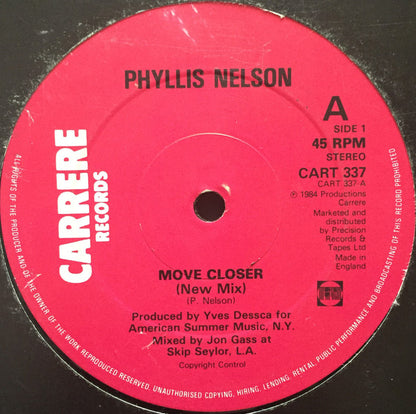 PHYLLIS NELSON
CARRERE
RECORDS
A
SIDE 1
45 RPM
STEREO
CART 337
CART 337-A
℗ 1984 Productions
Carrere
Marketed and
distributed
by Precision
Records &
Tapes Ltd
Made in
England
MOVE CLOSER
(New Mix)
(P. Nelson)
Produced by Yves Dessca for
American Summer Music, N.Y.
Mixed by Jon Gass at
Skip Seylor, L.A.
Copyright Control
ALL RIGHTS OF THE PRODUCER AND OF THE OWNER OF THE WORK REPRODUCED RESERVED. UNAUTHORISED COPYING, HIRING, LENDING, RENTAL, PUBLIC PERFORMANCE AND BROADCASTING OF THIS RECORD PROHIBITED